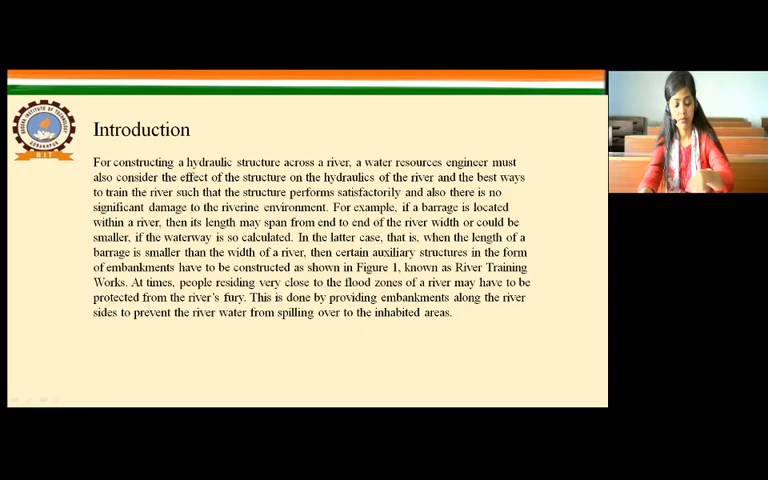 BUDDHA INSTITUTE OF TECHNOLOGY
GORAKHPUR
BIT
Introduction
For constructing a hydraulic structure across a river, a water resources engineer must
also consider the effect of the structure on the hydraulics of the river and the best ways
to train the river such that the structure performs satisfactorily and also there is no
significant damage to the riverine environment. For example, if a barrage is located
within a river, then its length may span from end to end of the river width or could be
smaller, if the waterway is so calculated. In the latter case, that is, when the length of a
barrage is smaller than the width of a river, then certain auxiliary structures in the form
of embankments have to be constructed as shown in Figure 1, known as River Training
Works. At times, people residing very close to the flood zones of a river may have to be
protected from the river’s fury. This is done by providing embankments along the river
sides to prevent the river water from spilling over to the inhabited areas.